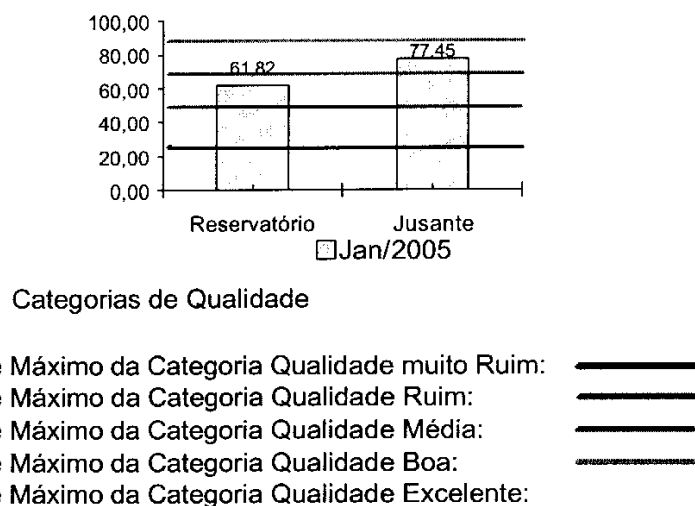 100,00
80,00
60,00
40,00
20,00
0,00
61,82
77,45
Reservatório
Jusante
Jan/2005
Categorias de Qualidade
e Máximo da Categoria Qualidade muito Ruim:
e Máximo da Categoria Qualidade Ruim:
e Máximo da Categoria Qualidade Média:
e Máximo da Categoria Qualidade Boa:
e Máximo da Categoria Qualidade Excelente: